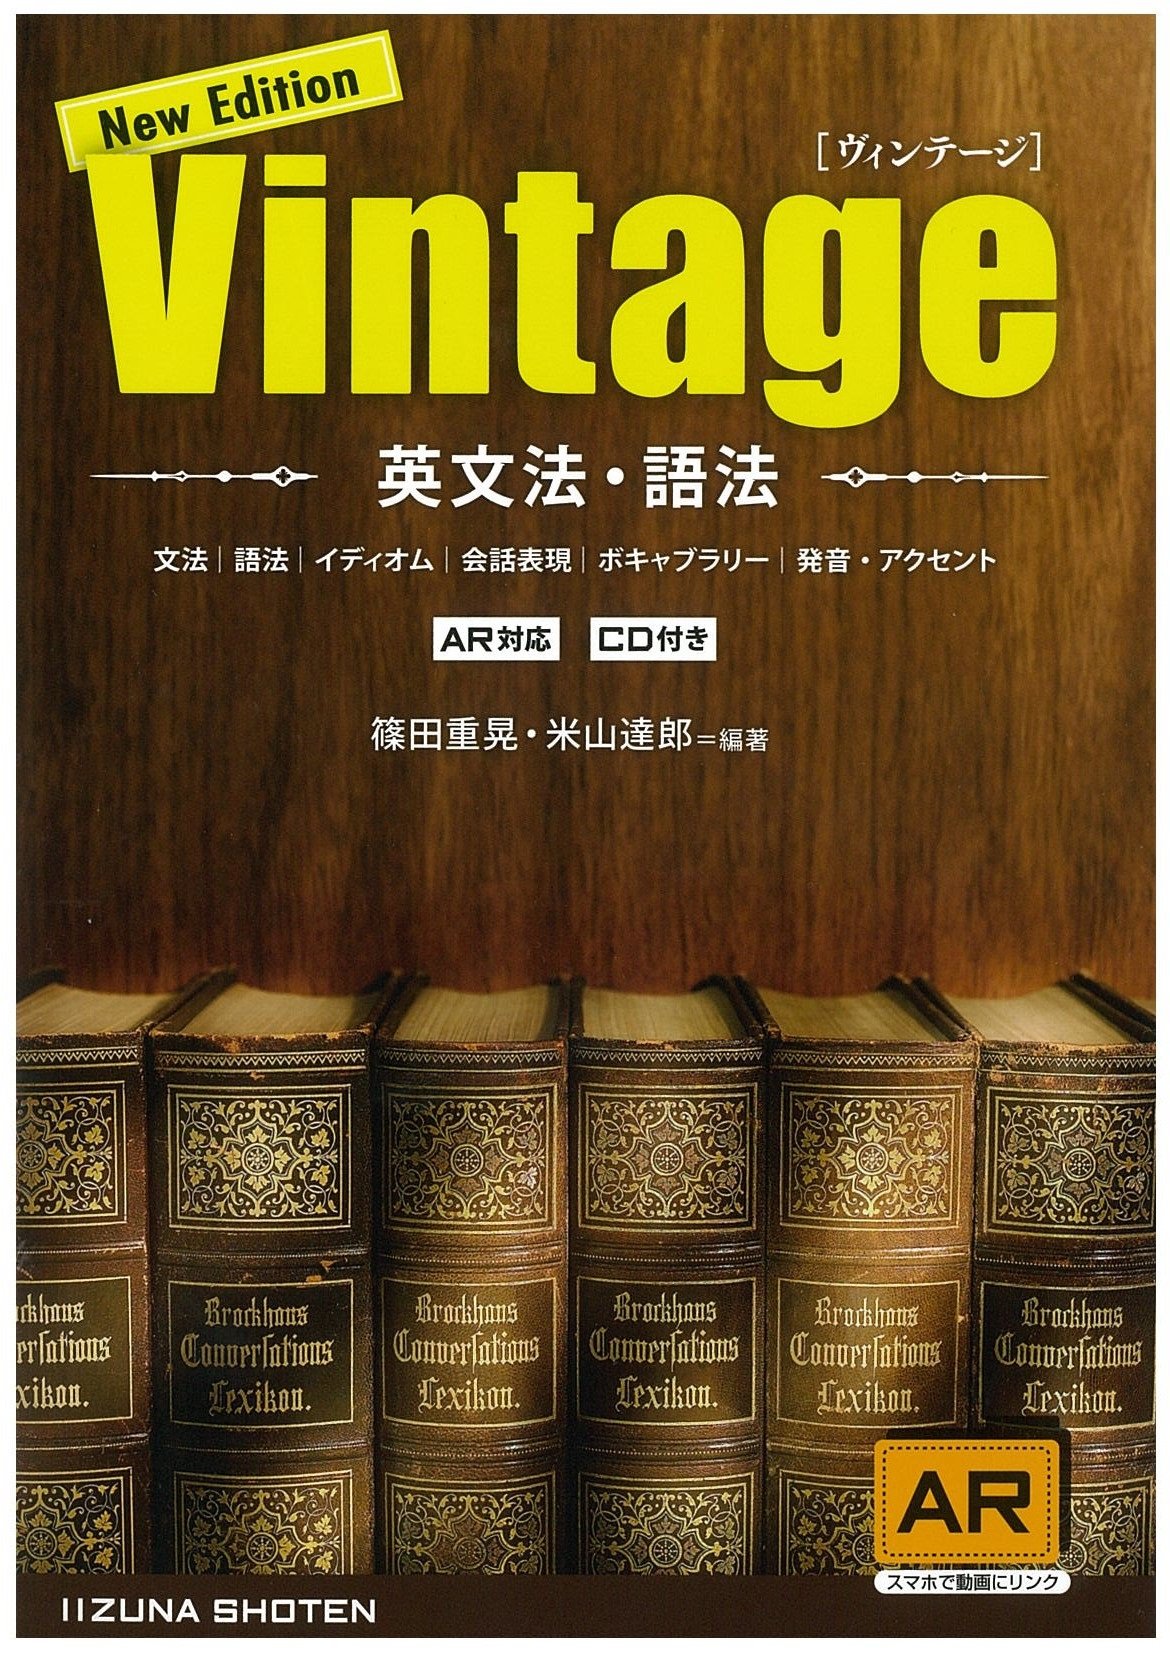 New Edition
[ヴィンテージ]
Vintage
英文法・語法
文法｜語法｜イディオム｜会話表現｜ボキャブラリー｜発音・アクセント
AR対応 CD付き
篠田重晃・米山達郎=編著
Brockhaus Brockhaus Brockhaus Brockhaus Brockhaus
Converſations Converſations Converſations Converſations Converſations
Lexikon. Lexikon. Lexikon. Lexikon. Lexikon.
AR
スマホで動画にリンク
IIZUNA SHOTEN